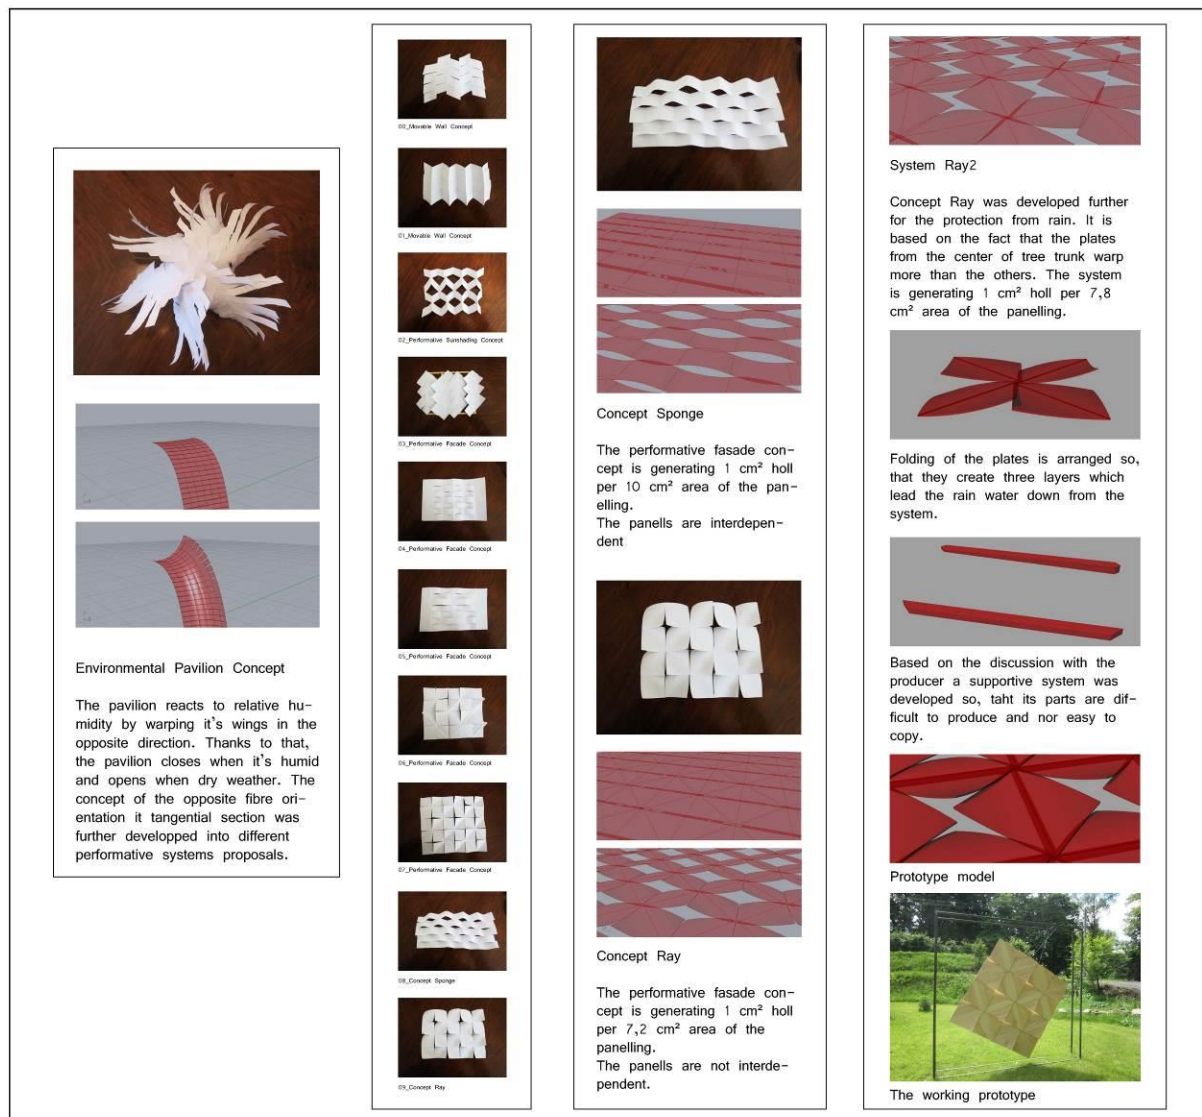 Environmental Pavilion Concept
The pavilion reacts to relative hu-
midity by warping it's wings in the
opposite direction. Thanks to that,
the pavilion closes when it's humid
and opens when dry weather. The
concept of the opposite fibre ori-
entation it tangential section was
further developped into different
performative systems proposals.
00_Movable Wall Concept
01_Movable Wall Concept
02_Performative Sunshading Concept
03_Performative Facade Concept
04_Performative Facade Concept
05_Performative Facade Concept
06_Performative Facade Concept
07_Performative Facade Concept
08_Concept Sponge
09_Concept Ray
Concept Sponge
The performative fasade con-
cept is generating 1 cm² holl
per 10 cm² area of the pan-
elling.
The panells are interdepen-
dent
Concept Ray
The performative fasade con-
cept is generating 1 cm² holl
per 7,2 cm² area of the
panelling.
The panells are not interde-
pendent.
System Ray2
Concept Ray was developed further
for the protection from rain. It is
based on the fact that the plates
from the center of tree trunk warp
more than the others. The system
is generating 1 cm² holl per 7,8
cm² area of the panelling.
Folding of the plates is arranged so,
that they create three layers which
lead the rain water down from the
system.
Based on the discussion with the
producer a supportive system was
developed so, taht its parts are dif-
ficult to produce and nor easy to
copy.
Prototype model
The working prototype